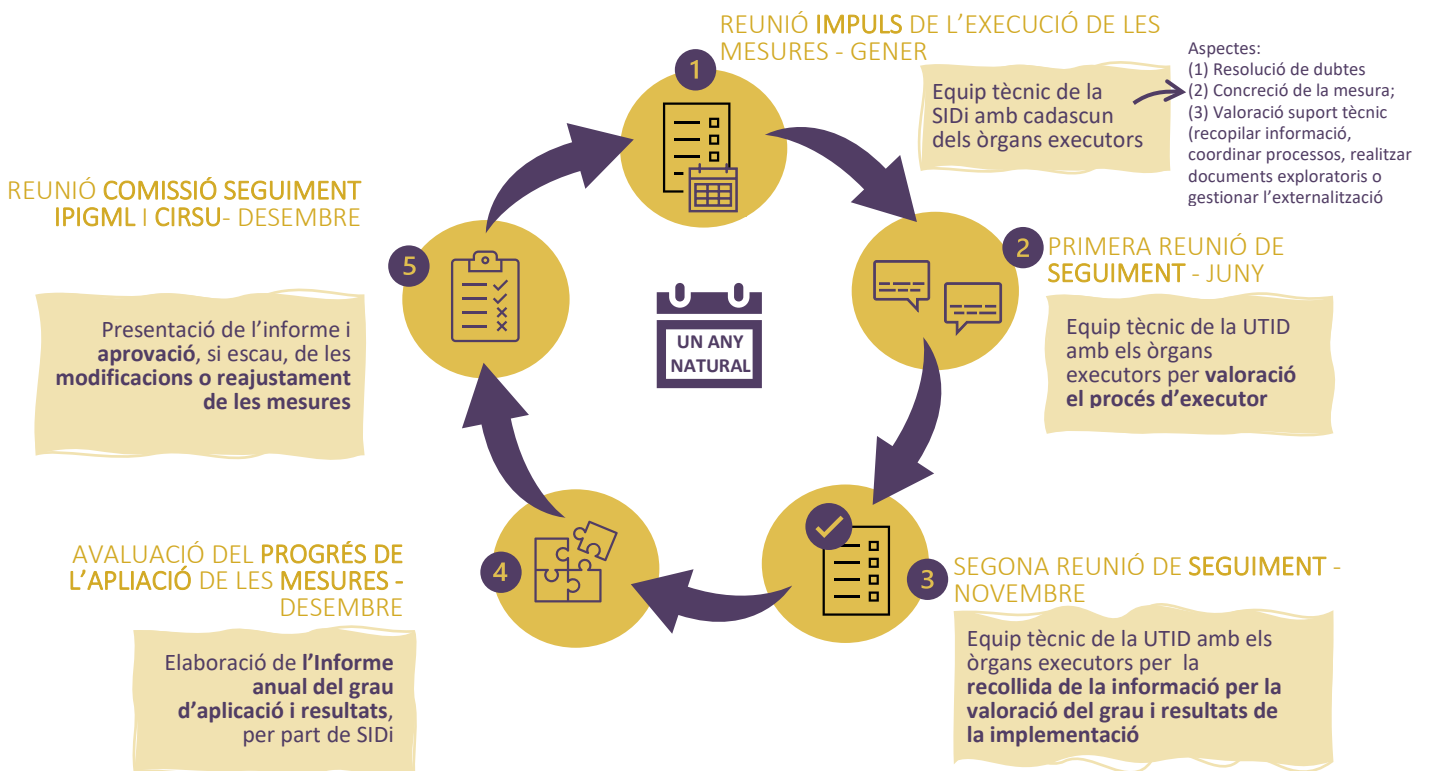 REUNIÓ IMPULS DE L'EXECUCIÓ DE LES
MESURES - GENER
1
Equip tècnic de la
SIDi amb cadascun
dels òrgans executors
Aspectes:
(1) Resolució de dubtes
(2) Concreció de la mesura;
(3) Valoració suport tècnic
(recopilar informació,
coordinar processos, realitzar
documents exploratoris o
gestionar l'externalització
2
PRIMERA REUNIÓ DE
SEGUIMENT - JUNY
Equip tècnic de la UTID
amb els òrgans
executors per valoració
el procés d'executor
3
SEGONA REUNIÓ DE SEGUIMENT -
NOVEMBRE
Equip tècnic de la UTID amb els
òrgans executors per la
recollida de la informació per la
valoració del grau i resultats de
la implementació
4
AVALUACIÓ DEL PROGRÉS DE
L'APLIACIÓ DE LES MESURES -
DESEMBRE
Elaboració de l'Informe
anual del grau
d'aplicació i resultats,
per part de SIDi
5
REUNIÓ COMISSIÓ SEGUIMENT
IPIGML I CIRSU- DESEMBRE
Presentació de l'informe i
aprovació, si escau, de les
modificacions o reajustament
de les mesures
UN ANY
NATURAL